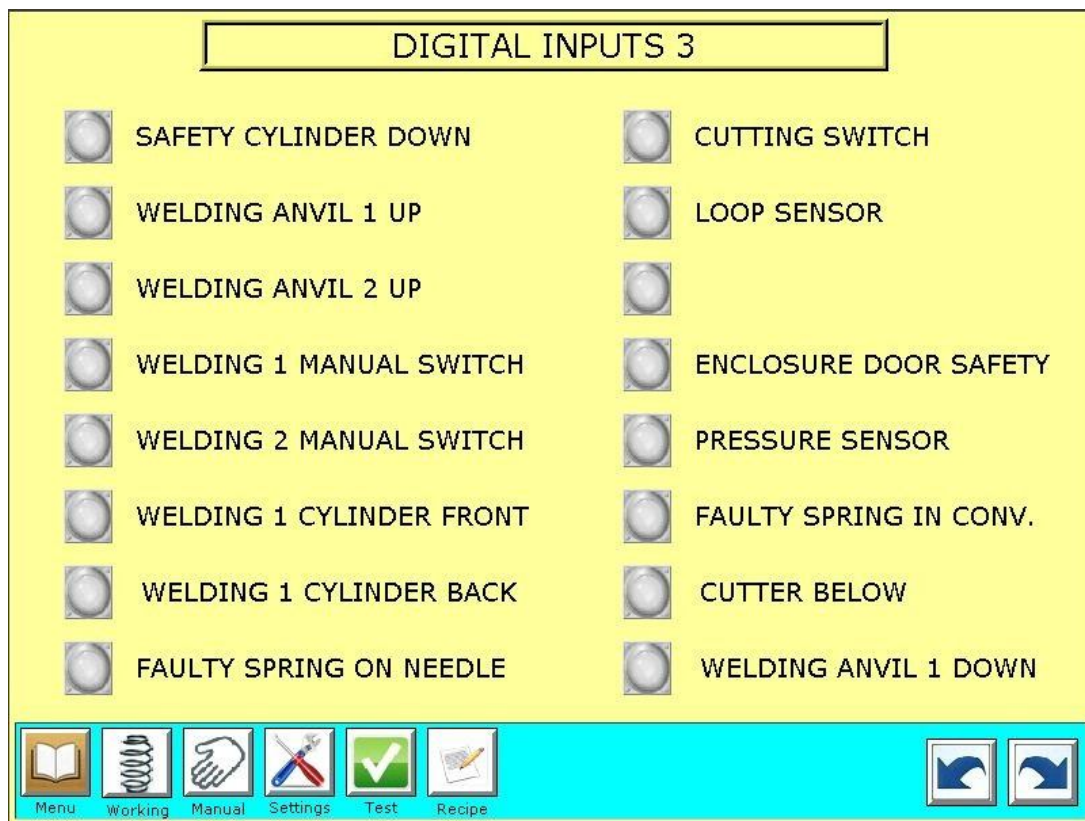 DIGITAL INPUTS 3
SAFETY CYLINDER DOWN
WELDING ANVIL 1 UP
WELDING ANVIL 2 UP
WELDING 1 MANUAL SWITCH
WELDING 2 MANUAL SWITCH
WELDING 1 CYLINDER FRONT
WELDING 1 CYLINDER BACK
FAULTY SPRING ON NEEDLE
CUTTING SWITCH
LOOP SENSOR
ENCLOSURE DOOR SAFETY
PRESSURE SENSOR
FAULTY SPRING IN CONV.
CUTTER BELOW
WELDING ANVIL 1 DOWN
Menu
Working
Manual
Settings
Test
Recipe